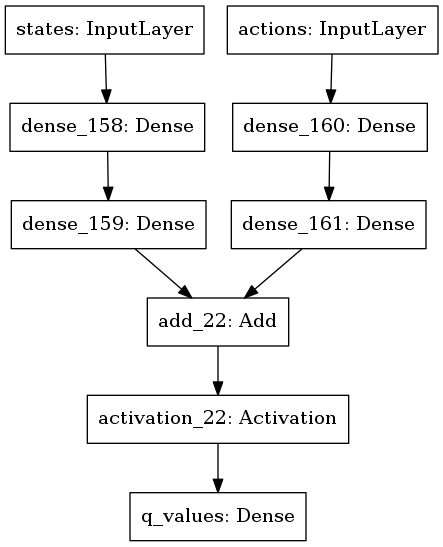 states: InputLayer
actions: InputLayer
dense_158: Dense
dense_160: Dense
dense_159: Dense
dense_161: Dense
add_22: Add
activation_22: Activation
q_values: Dense